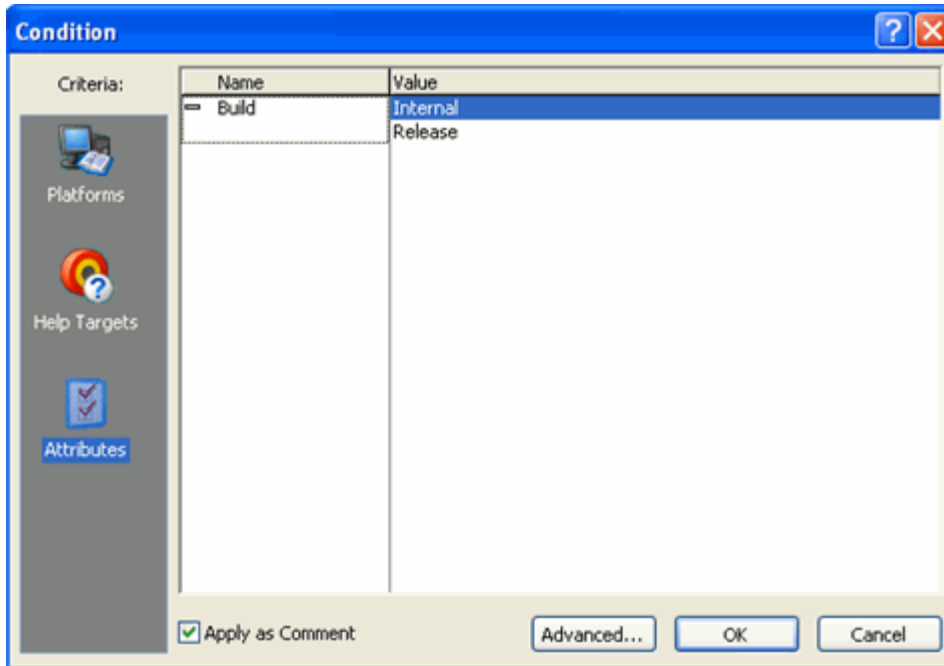 Condition
Criteria:
Name Value
Build Internal
Release
Platforms
Help Targets
Attributes
Apply as Comment Advanced... OK Cancel